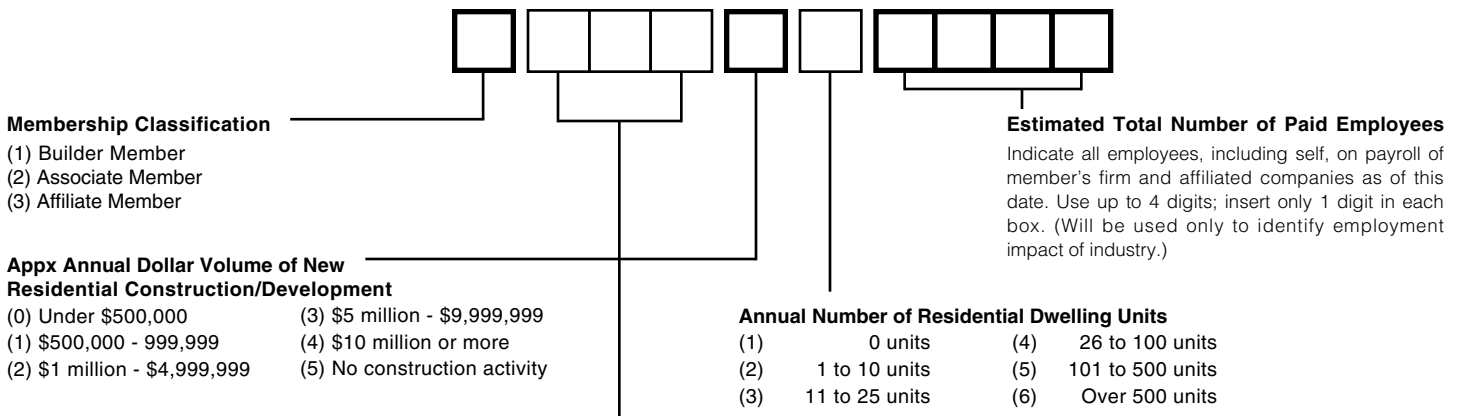 Membership Classification
(1) Builder Member
(2) Associate Member
(3) Affiliate Member
Estimated Total Number of Paid Employees
Indicate all employees, including self, on payroll of
member's firm and affiliated companies as of this
date. Use up to 4 digits; insert only 1 digit in each
box. (Will be used only to identify employment
impact of industry.)
Appx Annual Dollar Volume of New
Residential Construction/Development
(0) Under $500,000
(1) $500,000 - 999,999
(2) $1 million - $4,999,999
(3) $5 million - $9,999,999
(4) $10 million or more
(5) No construction activity
Annual Number of Residential Dwelling Units
(1) 0 units
(2) 1 to 10 units
(3) 11 to 25 units
(4) 26 to 100 units
(5) 101 to 500 units
(6) Over 500 units